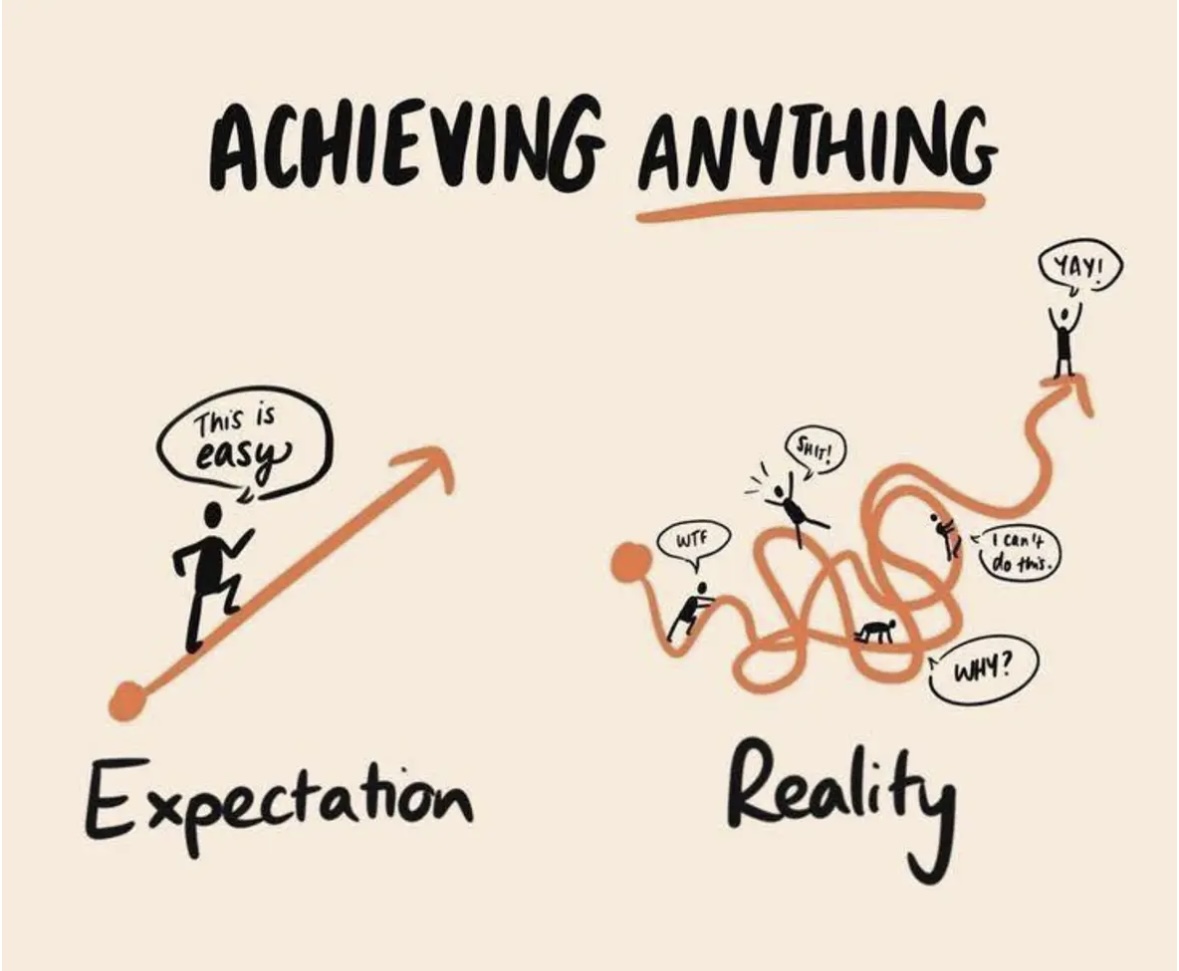 ACHIEVING ANYTHING
This is
easy
Expectation
WTF
SHIT!
I can't
do this.
WHY?
YAY!
Reality